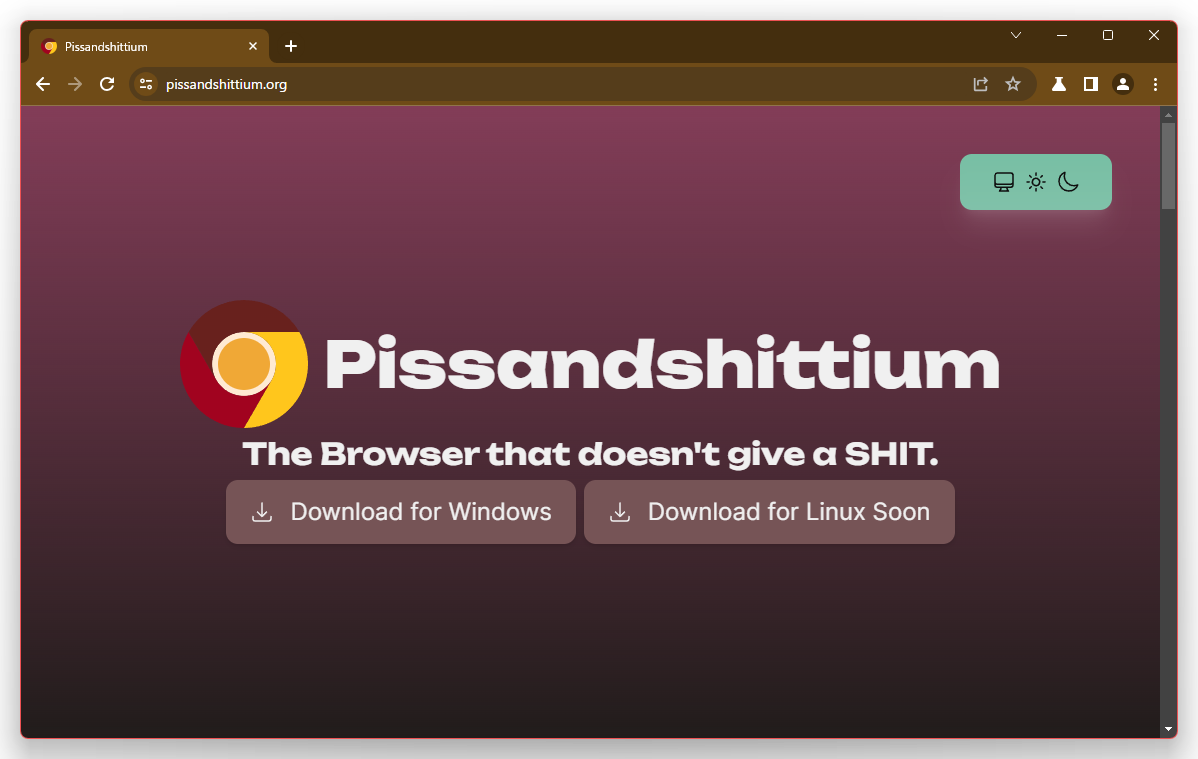 Pissandshittium
pissandshittium.org
Pissandshittium
The Browser that doesn't give a SHIT.
Download for Windows
Download for Linux Soon